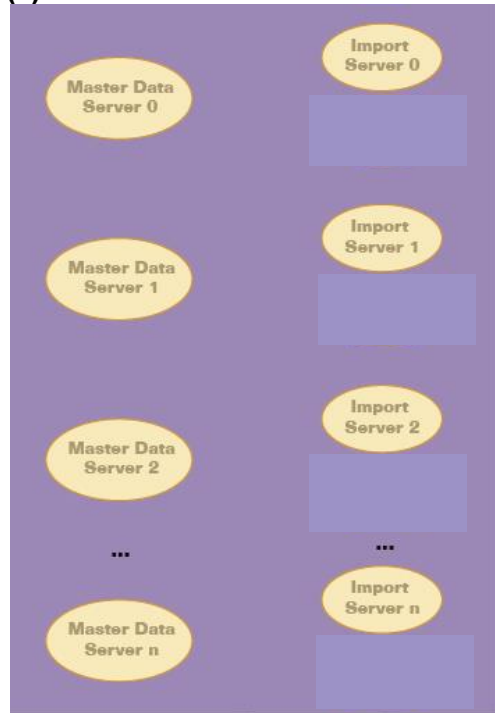 Master Data
Server 0
Import
Server 0
Master Data
Server 1
Import
Server 1
Master Data
Server 2
Import
Server 2
...
...
Master Data
Server n
Import
Server n